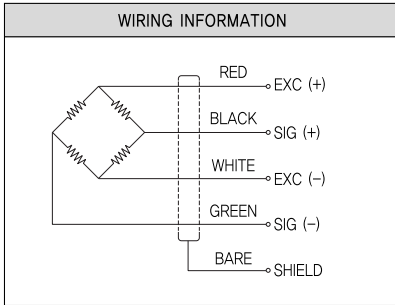 WIRING INFORMATION
RED EXC (+)
BLACK SIG (+)
WHITE EXC (−)
GREEN SIG (−)
BARE SHIELD